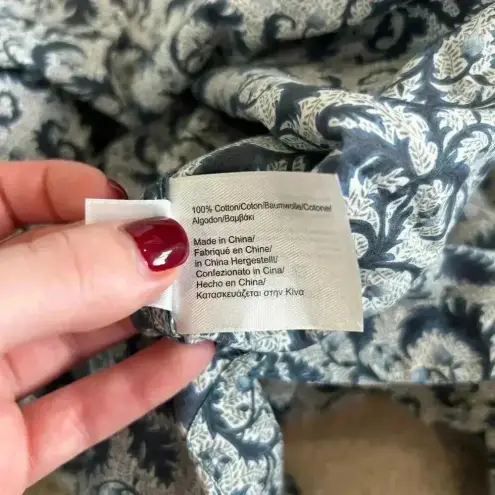 100% Cotton/Coton/Baumwolle/Cotone/
Algodon/Βαμβάκι
Made in China/
Fabriqué en Chine/
in China Hergestellt/
Confezionato in Cina/
Hecho en China/
Κατασκευάζεται στην Κίνα